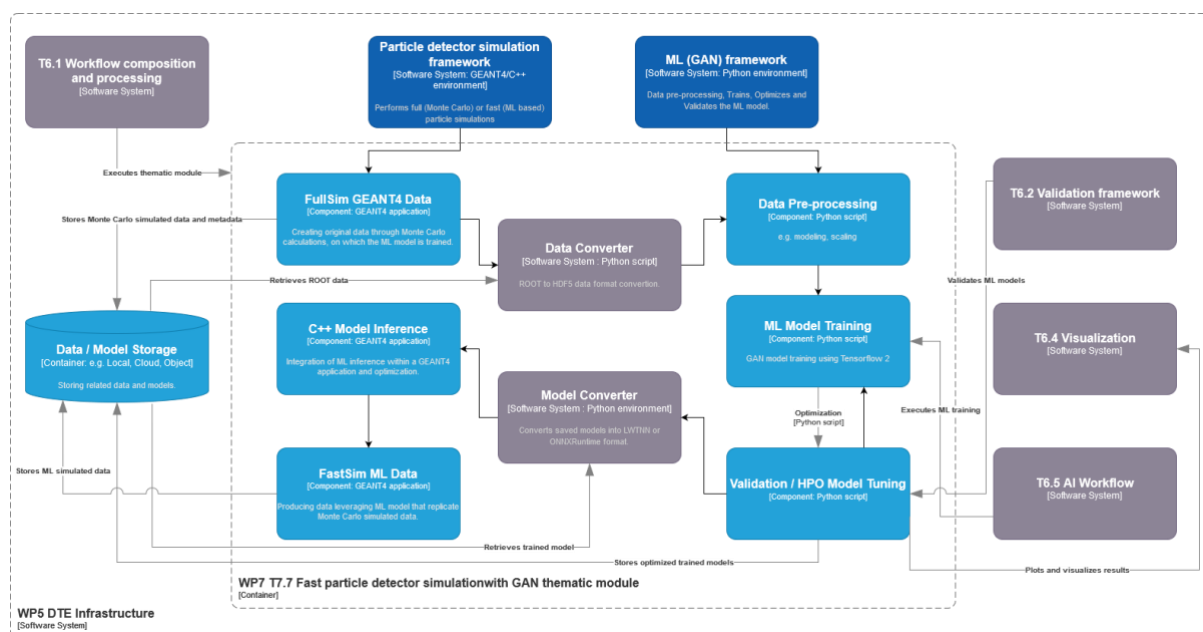 T6.1 Workflow composition
and processing
[Software System]
Particle detector simulation
framework
[Software System: GEANT4/C++
environment]
Performs full (Monte Carlo) or fast (ML based)
particle simulations
ML (GAN) framework
[Software System: Python environment]
Data pre-processing, Trains, Optimizes and
Validates the ML model.
Executes thematic module
FullSim GEANT4 Data
[Component: GEANT4 application]
Creating original data through Monte Carlo
calculations, on which the ML model is trained.
Stores Monte Carlo simulated data and metadata
Data Converter
[Software System : Python script]
ROOT to HDF5 data format convertion.
Data Pre-processing
[Component: Python script]
e.g. modeling, scaling
T6.2 Validation framework
[Software System]
Retrieves ROOT data
Validates ML models
Data / Model Storage
[Container: e.g. Local, Cloud, Object]
Storing related data and models.
C++ Model Inference
[Component: GEANT4 application]
Integration of ML inference within a GEANT4
application and optimization.
ML Model Training
[Component: Python script]
GAN model training using Tensorflow 2
T6.4 Visualization
[Software System]
Model Converter
[Software System : Python environment]
Converts saved models into LWTNN or
ONNXRuntime format.
Optimization
[Python script]
Executes ML training
Stores ML simulated data
FastSim ML Data
[Component: GEANT4 application]
Producing data leveraging ML model that replicate
Monte Carlo simulated data.
Validation / HPO Model Tuning
[Component: Python script]
T6.5 AI Workflow
[Software System]
Retrieves trained model
Stores optimized trained models
Plots and visualizes results
WP7 T7.7 Fast particle detector simulationwith GAN thematic module
[Container]
WP5 DTE Infrastructure
[Software System]